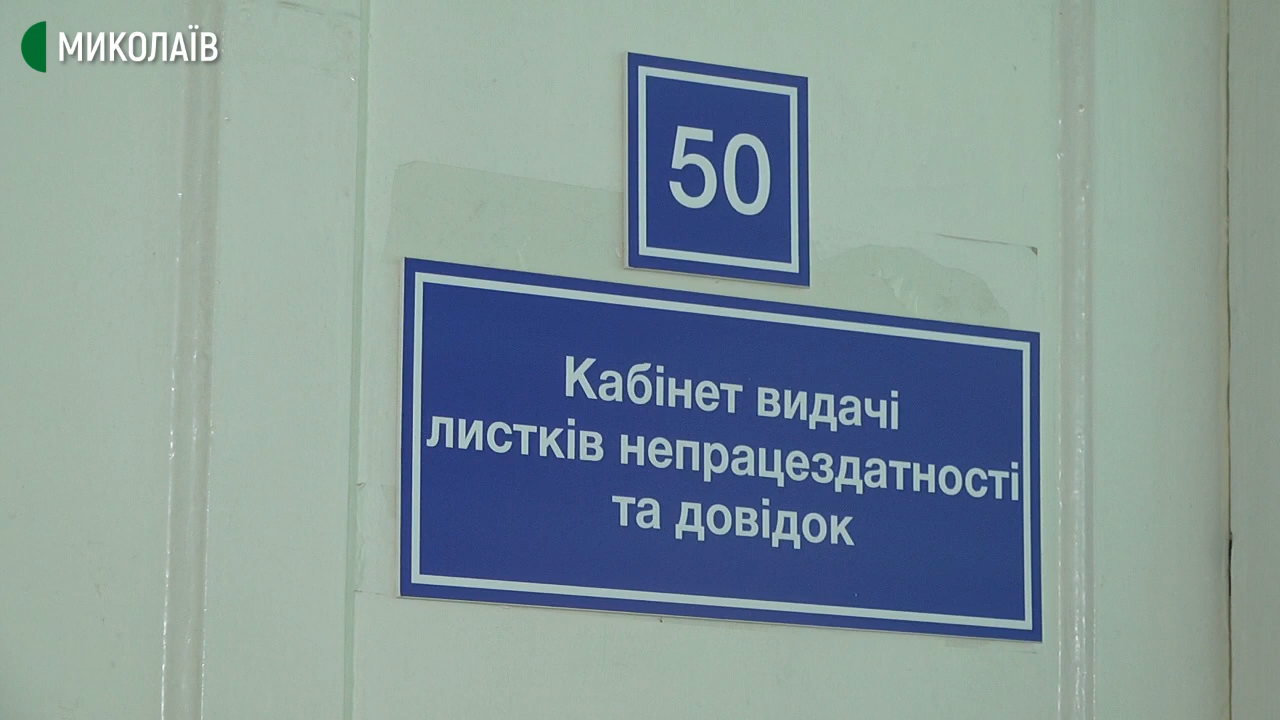 МИКОЛАЇВ
50
Кабінет видачі
листків непрацездатності
та довідок